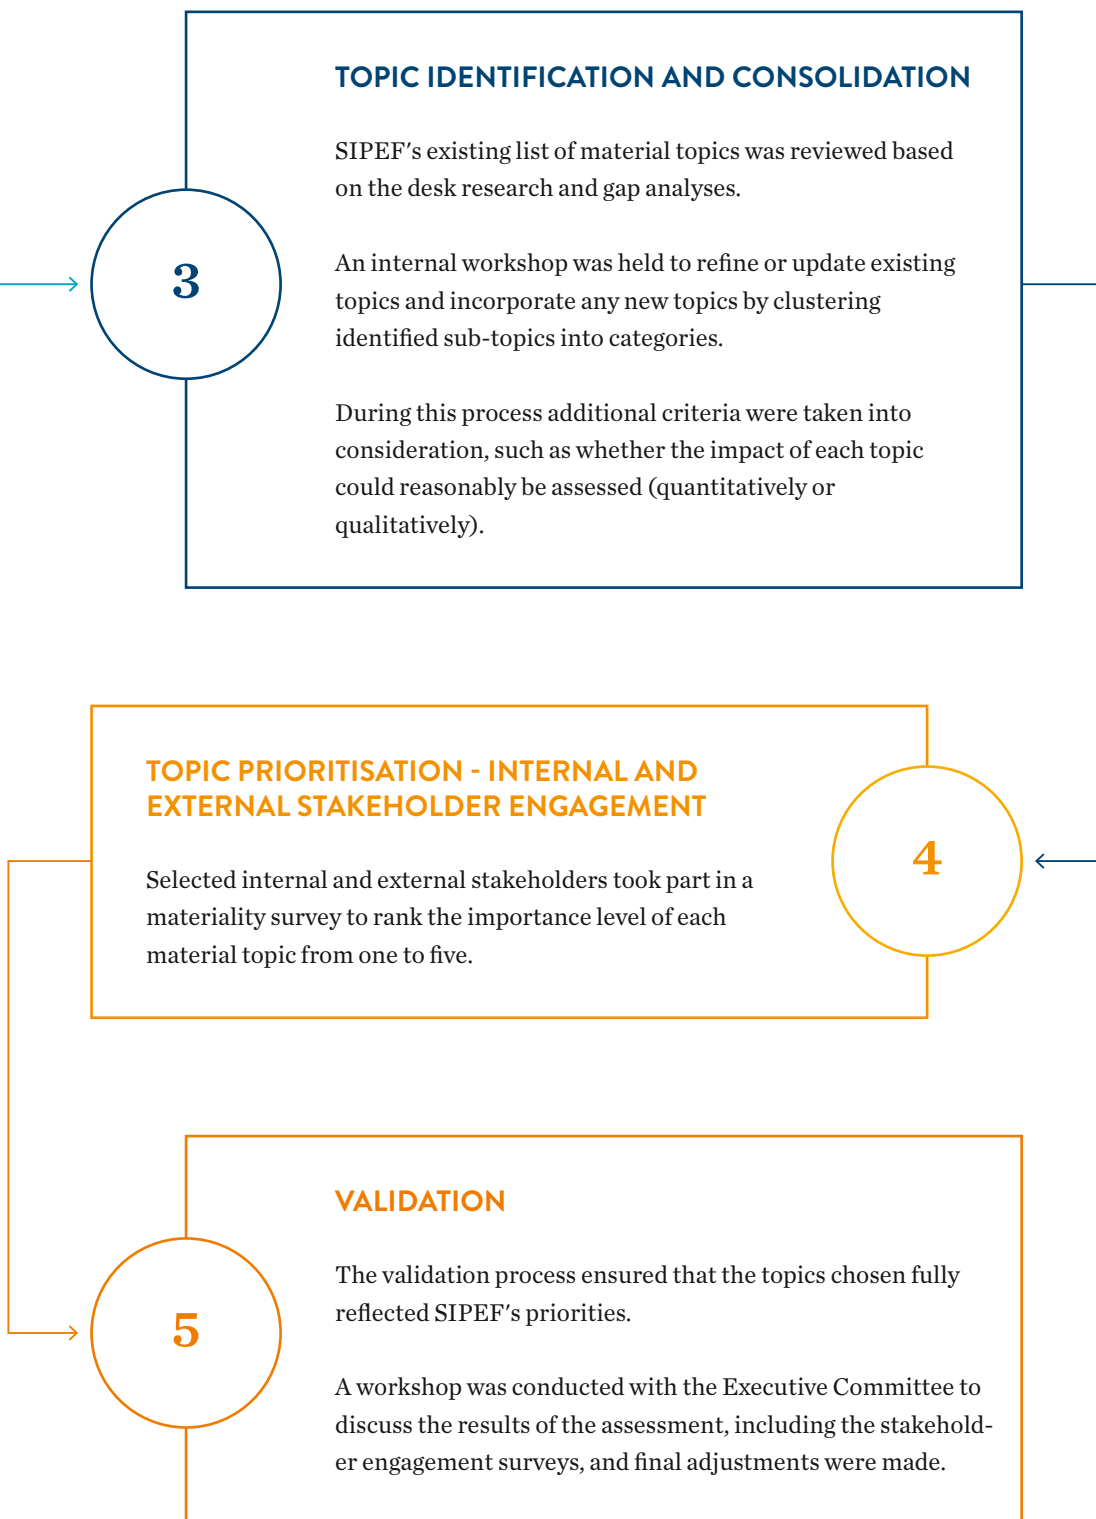 TOPIC IDENTIFICATION AND CONSOLIDATION
SIPEF's existing list of material topics was reviewed based
on the desk research and gap analyses.
An internal workshop was held to refine or update existing
topics and incorporate any new topics by clustering
identified sub-topics into categories.
During this process additional criteria were taken into
consideration, such as whether the impact of each topic
could reasonably be assessed (quantitatively or
qualitatively).
3
TOPIC PRIORITISATION - INTERNAL AND
EXTERNAL STAKEHOLDER ENGAGEMENT
Selected internal and external stakeholders took part in a
materiality survey to rank the importance level of each
material topic from one to five.
4
VALIDATION
The validation process ensured that the topics chosen fully
reflected SIPEF's priorities.
A workshop was conducted with the Executive Committee to
discuss the results of the assessment, including the stakehold-
er engagement surveys, and final adjustments were made.
5